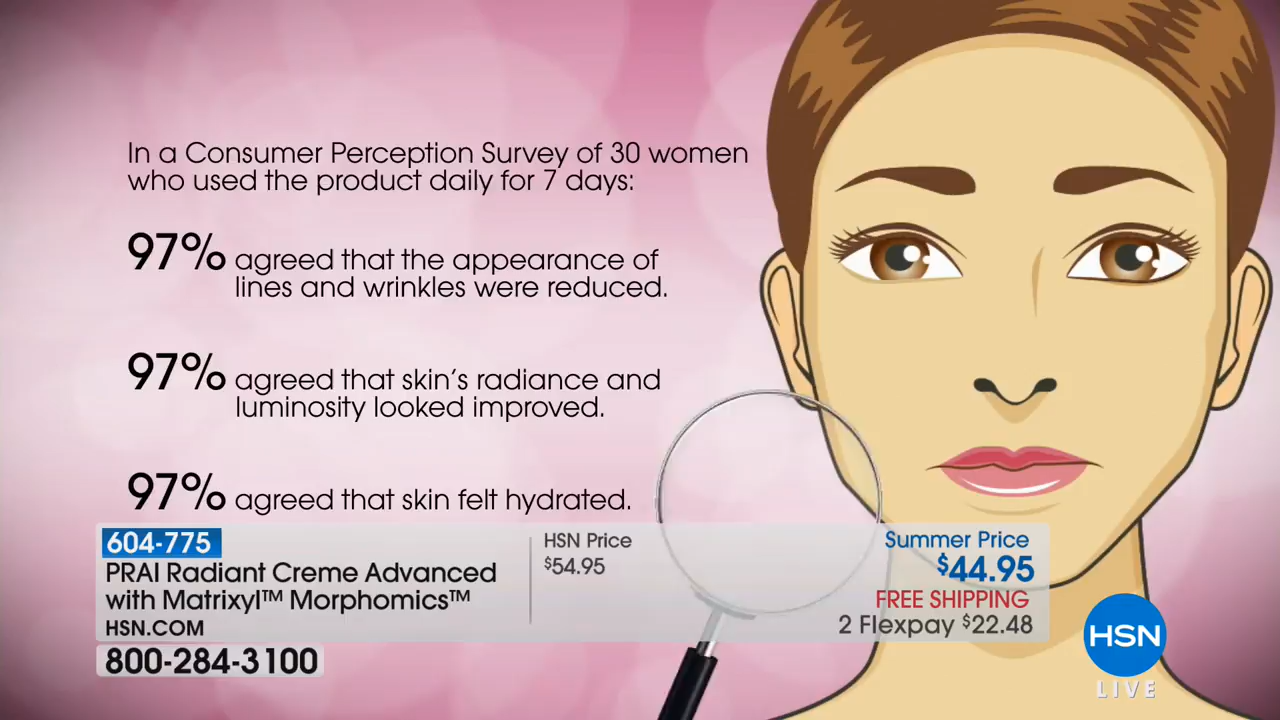 In a Consumer Perception Survey of 30 women
who used the product daily for 7 days:
97% agreed that the appearance of
lines and wrinkles were reduced.
97% agreed that skin's radiance and
luminosity looked improved.
97% agreed that skin felt hydrated.
604-775
PRAI Radiant Creme Advanced
with Matrixyl™ Morphomics™
HSN.COM
800-284-3100
HSN Price
$54.95
Summer Price
$44.95
FREE SHIPPING
2 Flexpay $22.48
HSN
LIVE